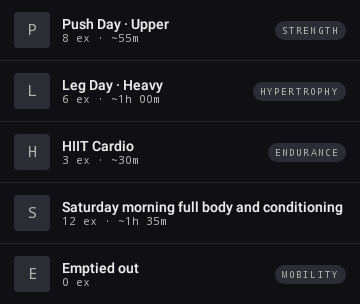 P
Push Day · Upper
8 ex · ~55m
STRENGTH
L
Leg Day · Heavy
6 ex · ~1h 00m
HYPERTROPHY
H
HIIT Cardio
3 ex · ~30m
ENDURANCE
S
Saturday morning full body and conditioning
12 ex · ~1h 35m
E
Emptied out
0 ex
MOBILITY